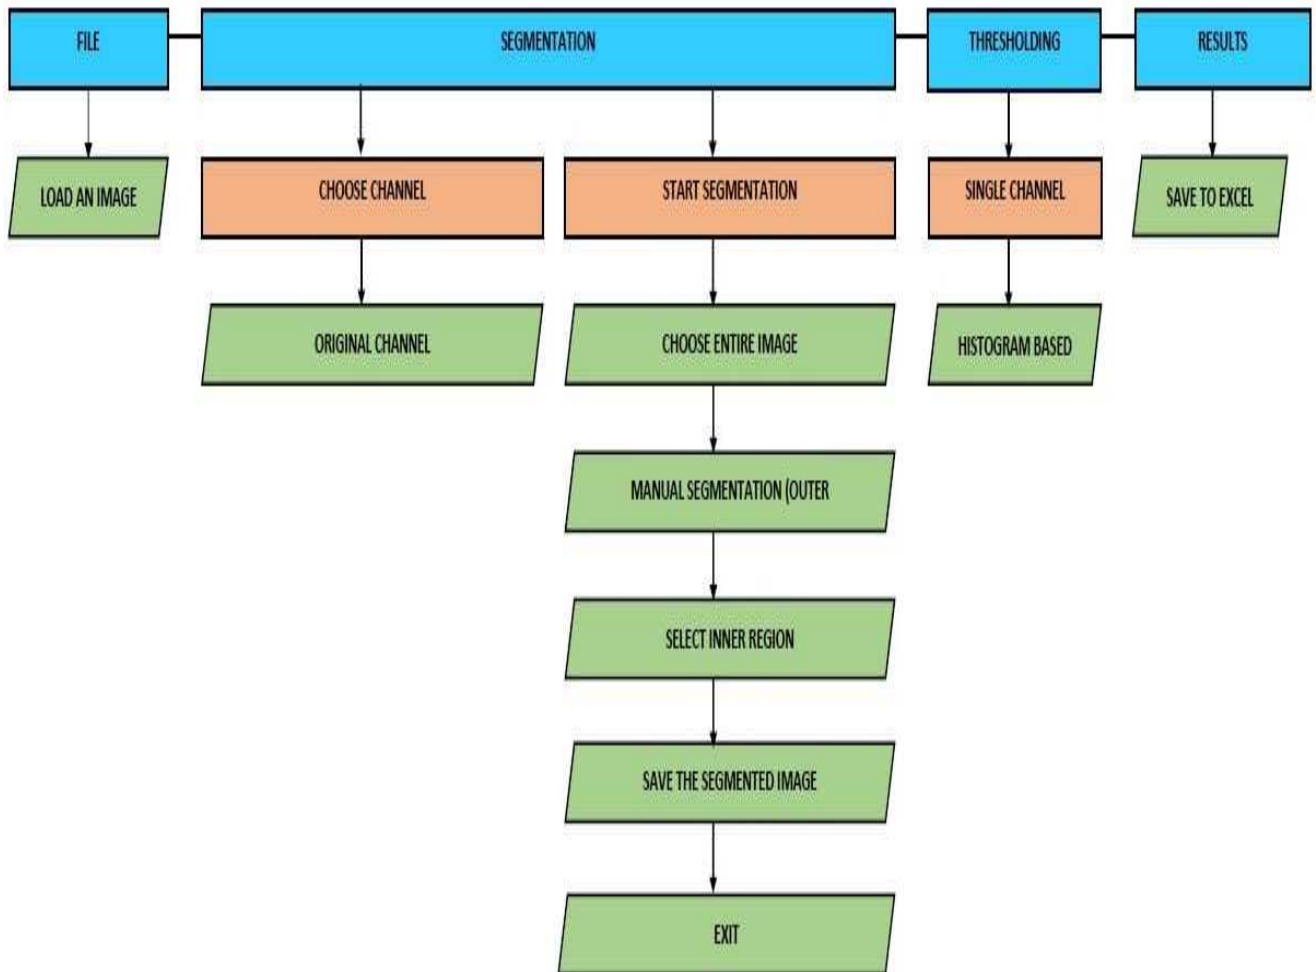 FILE
SEGMENTATION
THRESHOLDING
RESULTS
LOAD AN IMAGE
CHOOSE CHANNEL
START SEGMENTATION
SINGLE CHANNEL
SAVE TO EXCEL
ORIGINAL CHANNEL
CHOOSE ENTIRE IMAGE
HISTOGRAM BASED
MANUAL SEGMENTATION (OUTER
SELECT INNER REGION
SAVE THE SEGMENTED IMAGE
EXIT